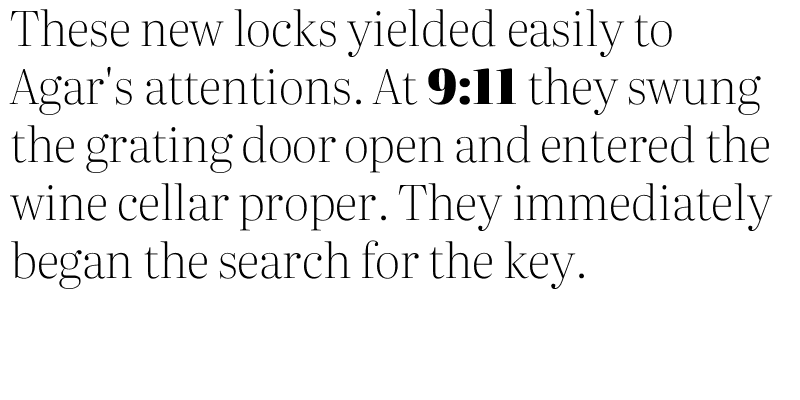 These new locks yielded easily to
Agar's attentions. At 9:11 they swung
the grating door open and entered the
wine cellar proper. They immediately
began the search for the key.